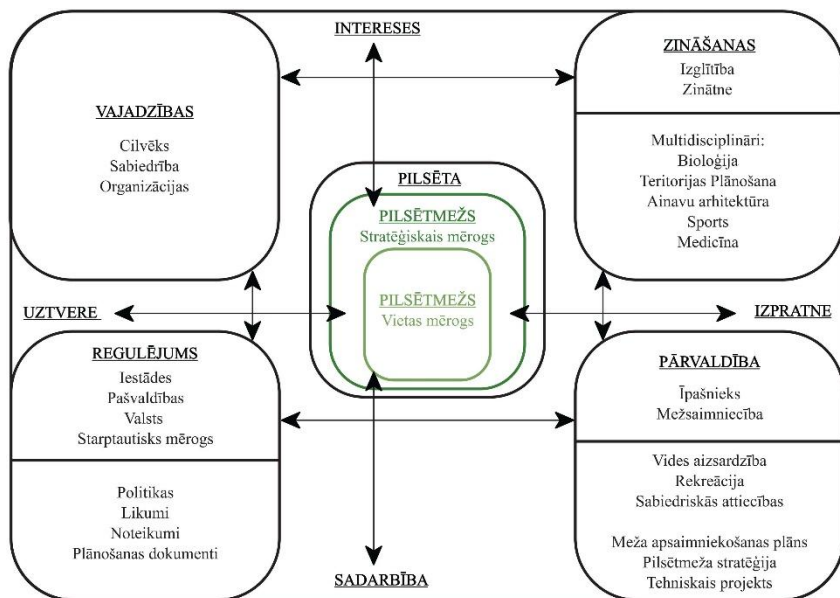 INTERESES
VAJADZĪBAS
Cilvēks
Sabiedrība
Organizācijas
ZINĀŠANAS
Izglītība
Zinātne
Multidisciplināri:
Bioloģija
Teritorijas Plānošana
Ainavu arhitektūra
Sports
Medicīna
PILSĒTA
PILSĒTMEŽS
Stratēģiskais mērogs
PILSĒTMEŽS
Vietas mērogs
UZTVERE
IZPRATNE
REGULĒJUMS
Iestādes
Pašvaldības
Valsts
Starptautisks mērogs
Politikas
Likumi
Noteikumi
Plānošanas dokumenti
PĀRVALDĪBA
Īpašnieks
Mežsaimniecība
Vides aizsardzība
Rekreācija
Sabiedriskās attiecības
Meža apsaimniekošanas plāns
Pilsētmeža stratēģija
Tehniskais projekts
SADARBĪBA